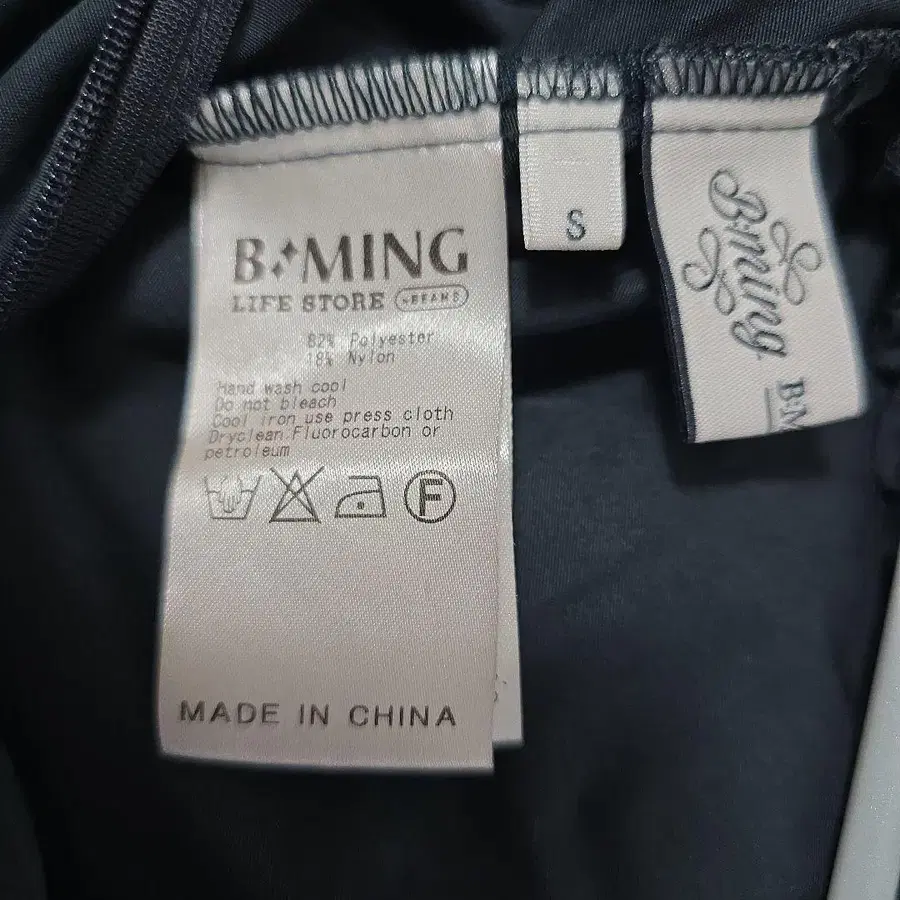 B:MING
LIFE STORE BEAMS
82% Polyester
18% Nylon
Hand wash cool
Do not bleach
Cool iron use press cloth
Dryclean Fluorocarbon or
petroleum
F
MADE IN CHINA
S
B:ming
B:M